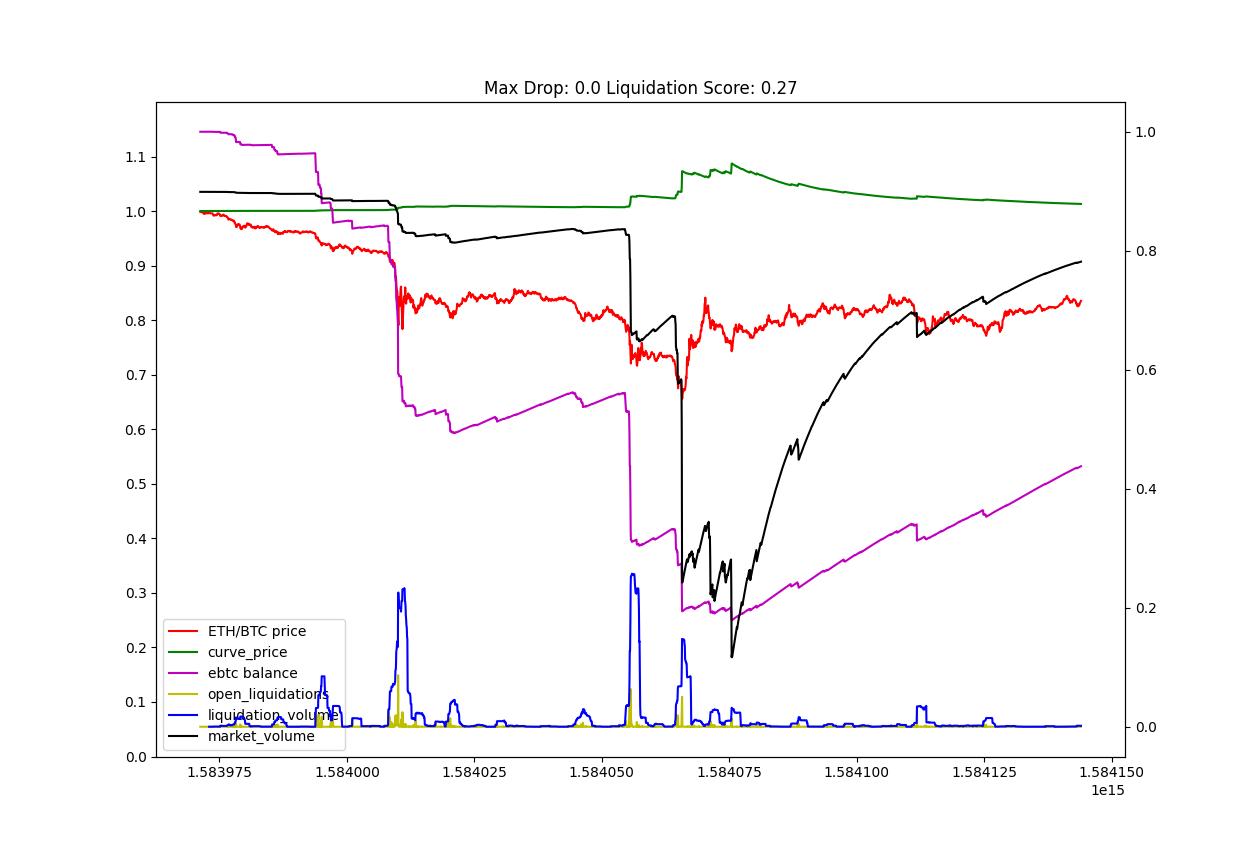 Max Drop: 0.0 Liquidation Score: 0.27
1.1
1.0
0.9
0.8
0.7
0.6
0.5
0.4
0.3
0.2
0.1
0.0
1.0
0.8
0.6
0.4
0.2
0.0
ETH/BTC price
curve_price
ebtc balance
open_liquidations
liquidation_volume
market_volume
1.583975 1.584000 1.584025 1.584050 1.584075 1.584100 1.584125 1.584150
1e15